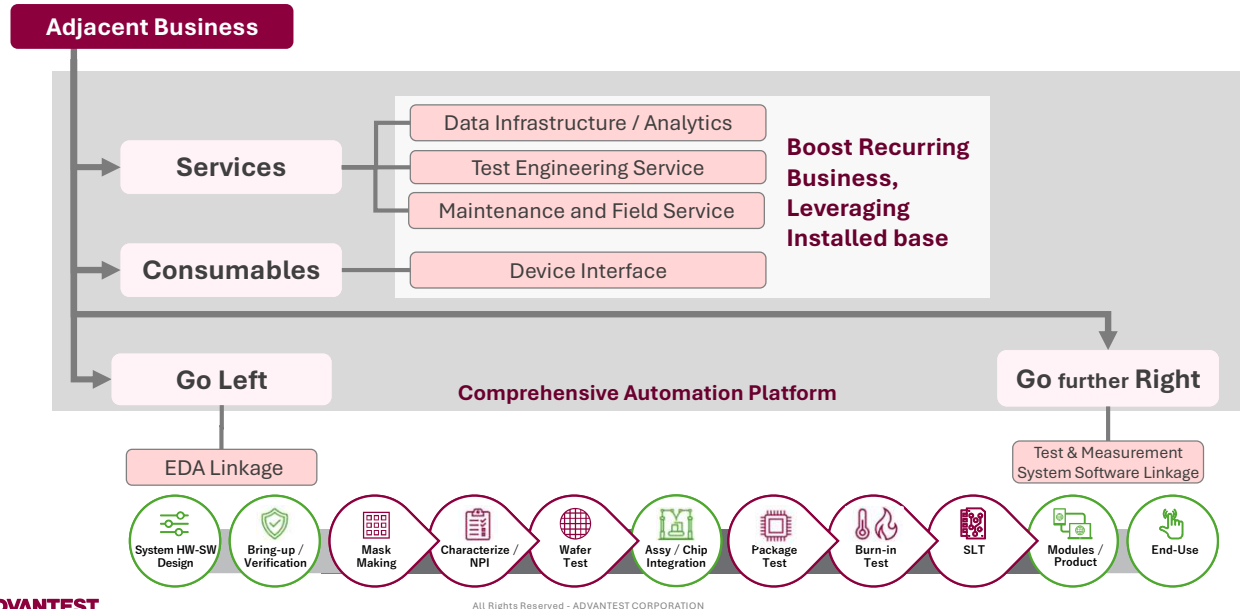 Adjacent Business
Services
Data Infrastructure / Analytics
Test Engineering Service
Maintenance and Field Service
Boost Recurring
Business,
Leveraging
Installed base
Consumables
Device Interface
Go Left
Comprehensive Automation Platform
Go further Right
EDA Linkage
Test & Measurement
System Software Linkage
System HW-SW
Design
Bring-up /
Verification
Mask
Making
Characterize /
NPI
Wafer
Test
Assy / Chip
Integration
Package
Test
Burn-in
Test
SLT
Modules /
Product
End-Use
ADVANTEST
All Rights Reserved - ADVANTEST CORPORATION